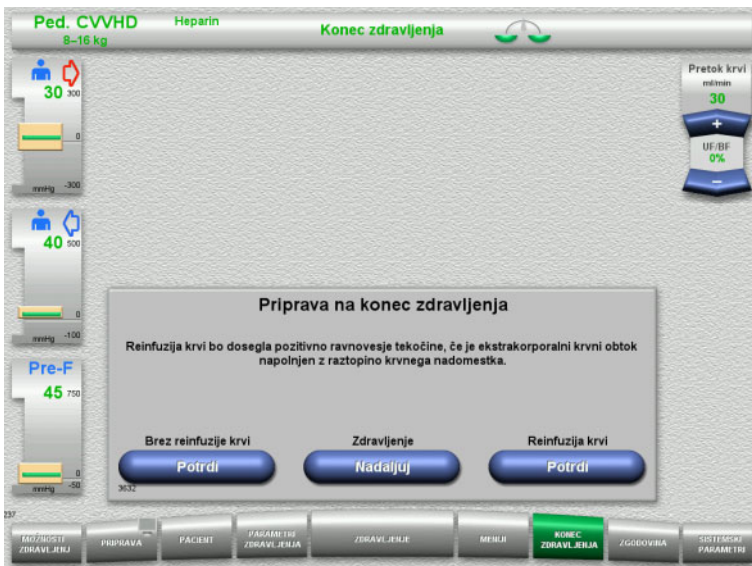 Ped. CVVHD
8–16 kg
Heparin
Konec zdravljenja
30
300
0
mmHg
-300
40
500
0
mmHg
-100
Pre-F
45
750
0
mmHg
-50
Pretok krvi
ml/min
30
+
UF/BF
0%
–
Priprava na konec zdravljenja
Reinfuzija krvi bo dosegla pozitivno ravnovesje tekočine, če je ekstrakorporalni krvni obtok
napolnjen z raztopino krvnega nadomestka.
Brez reinfuzije krvi
Potrdi
Zdravljenje
Nadaljuj
Reinfuzija krvi
Potrdi
3632
237
MOŽNOSTI
ZDRAVLJENJ
PRIPRAVA
PACIENT
PARAMETRI
ZDRAVLJENJA
ZDRAVLJENJE
MENIJI
KONEC
ZDRAVLJENJA
ZGODOVINA
SISTEMSKI
PARAMETRI